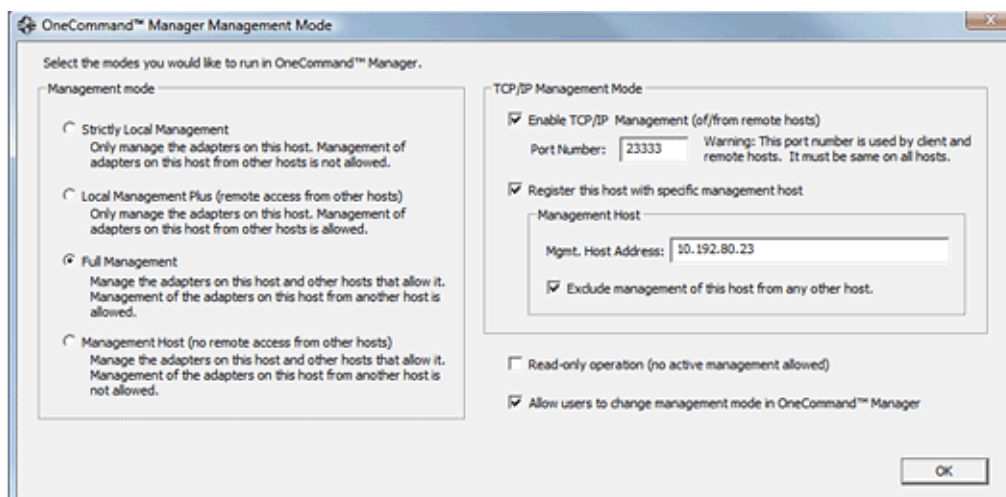 OneCommand™ Manager Management Mode
Select the modes you would like to run in OneCommand™ Manager.
Management mode
Strictly Local Management
Only manage the adapters on this host. Management of
adapters on this host from other hosts is not allowed.
Local Management Plus (remote access from other hosts)
Only manage the adapters on this host. Management of
adapters on this host from other hosts is allowed.
Full Management
Manage the adapters on this host and other hosts that allow it.
Management of the adapters on this host from another host is
allowed.
Management Host (no remote access from other hosts)
Manage the adapters on this host and other hosts that allow it.
Management of the adapters on this host from another host is
not allowed.
TCP/IP Management Mode
Enable TCP/IP Management (of/from remote hosts)
Port Number: 23333
Warning: This port number is used by client and
remote hosts. It must be same on all hosts.
Register this host with specific management host
Management Host
Mgmt. Host Address: 10.192.80.23
Exclude management of this host from any other host.
Read-only operation (no active management allowed)
Allow users to change management mode in OneCommand™ Manager
OK